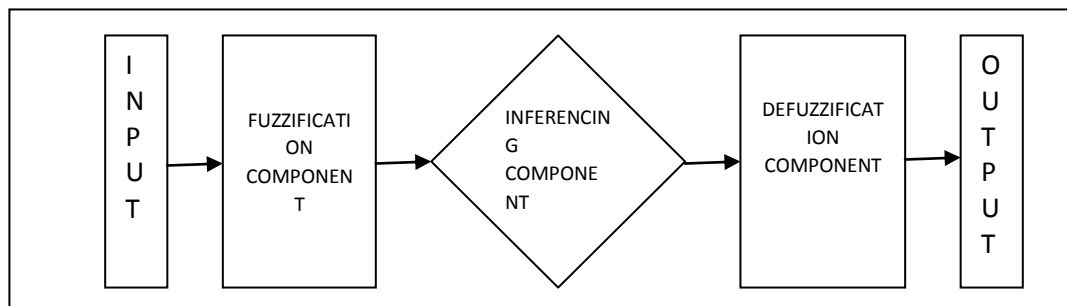 I
N
P
U
T
FUZZIFICATI
ON
COMPONEN
T
INFERENCIN
G
COMPONE
NT
DEFUZZIFICAT
ION
COMPONENT
O
U
T
P
U
T